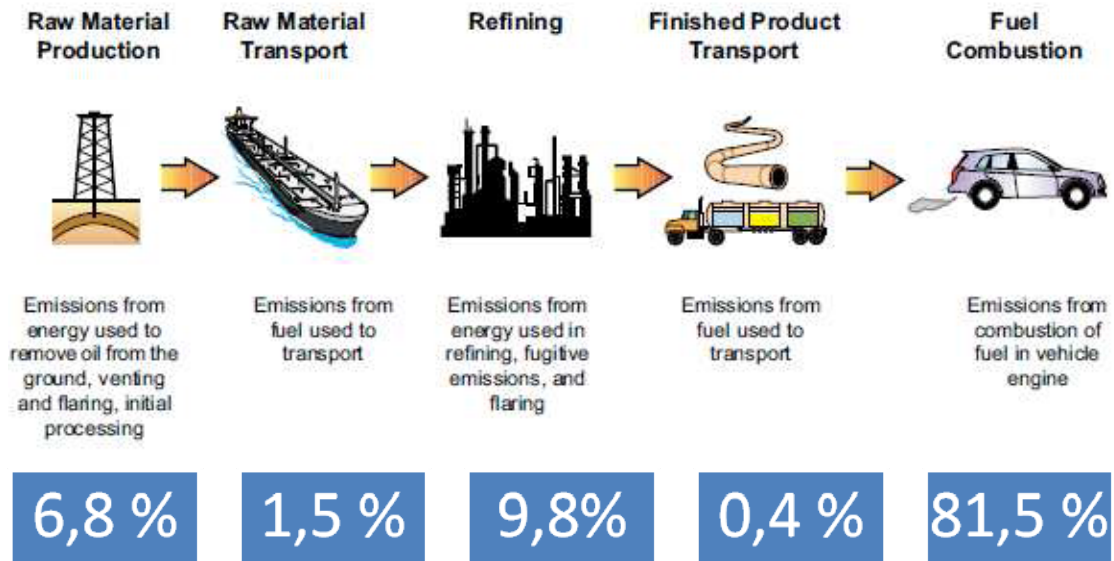 Raw Material
Production
Raw Material
Transport
Refining
Finished Product
Transport
Fuel
Combustion
Emissions from
energy used to
remove oil from the
ground, venting
and flaring, initial
processing
Emissions from
fuel used to
transport
Emissions from
energy used in
refining, fugitive
emissions, and
flaring
Emissions from
fuel used to
transport
Emissions from
combustion of
fuel in vehicle
engine
6,8 %
1,5 %
9,8%
0,4 %
81,5 %